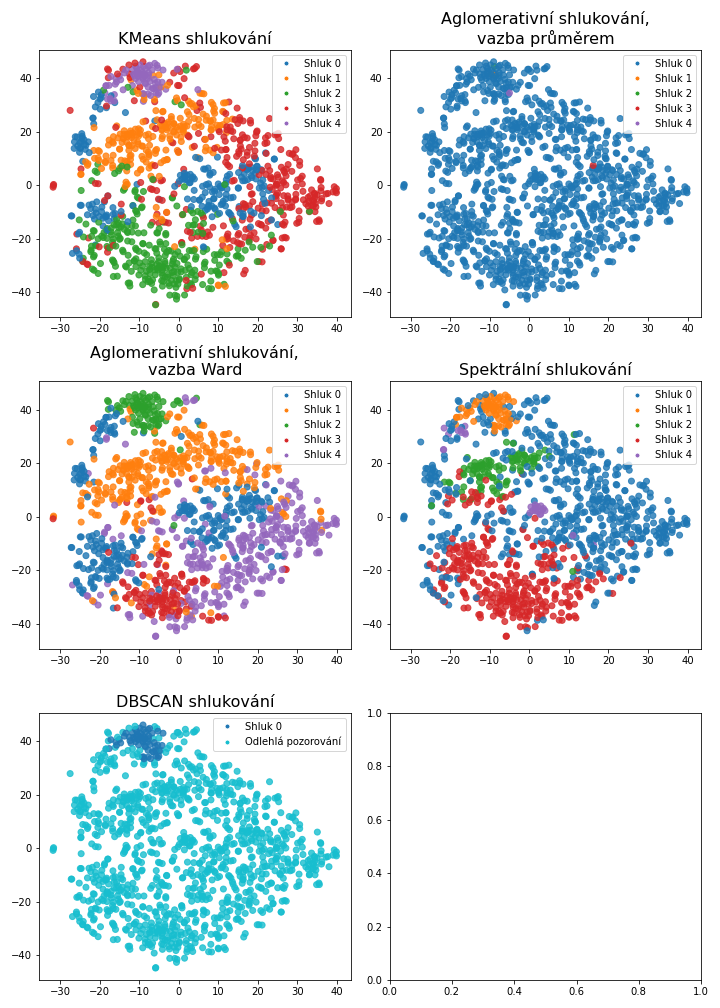 KMeans shlukování
Shluk 0
Shluk 1
Shluk 2
Shluk 3
Shluk 4
40
20
0
−20
−40
−30 −20 −10 0 10 20 30 40
Aglomerativní shlukování,
vazba průměrem
Shluk 0
Shluk 1
Shluk 2
Shluk 3
Shluk 4
40
20
0
−20
−40
−30 −20 −10 0 10 20 30 40
Aglomerativní shlukování,
vazba Ward
Shluk 0
Shluk 1
Shluk 2
Shluk 3
Shluk 4
40
20
0
−20
−40
−30 −20 −10 0 10 20 30 40
Spektrální shlukování
Shluk 0
Shluk 1
Shluk 2
Shluk 3
Shluk 4
40
20
0
−20
−40
−30 −20 −10 0 10 20 30 40
DBSCAN shlukování
Shluk 0
Odlehlá pozorování
40
20
0
−20
−40
−30 −20 −10 0 10 20 30 40
1.0
0.8
0.6
0.4
0.2
0.0
0.0 0.2 0.4 0.6 0.8 1.0